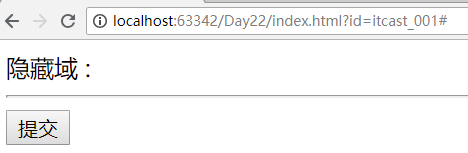 localhost:63342/Day22/index.html?id=itcast_001#
隐藏域 :
提交